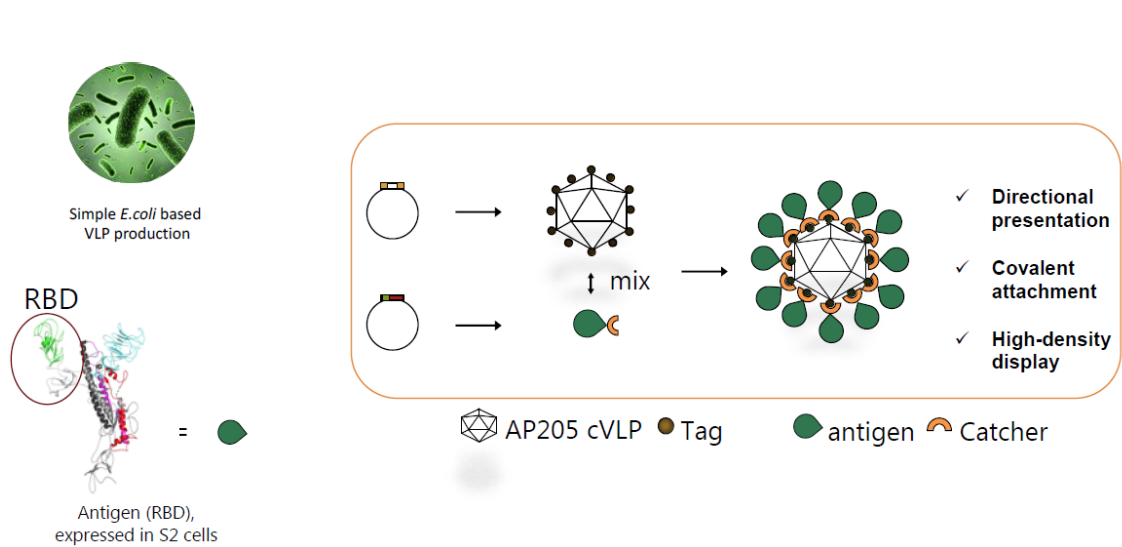 Simple E.coli based
VLP production
RBD
=
Antigen (RBD),
expressed in S2 cells
mix
✓ Directional
presentation
✓ Covalent
attachment
✓ High-density
display
AP205 cVLP
Tag
antigen
Catcher